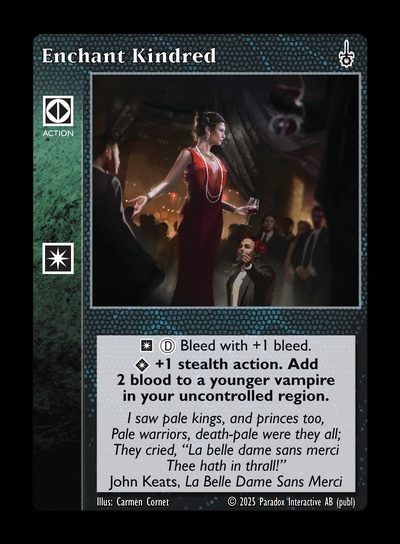 Enchant Kindred
ACTION
D Bleed with +1 bleed.
+1 stealth action. Add
2 blood to a younger vampire
in your uncontrolled region.
I saw pale kings, and princes too,
Pale warriors, death-pale were they all;
They cried, “La belle dame sans merci
Thee hath in thrall!”
John Keats, La Belle Dame Sans Merci
Illus: Carmen Cornet © 2025 Paradox Interactive AB (publ)